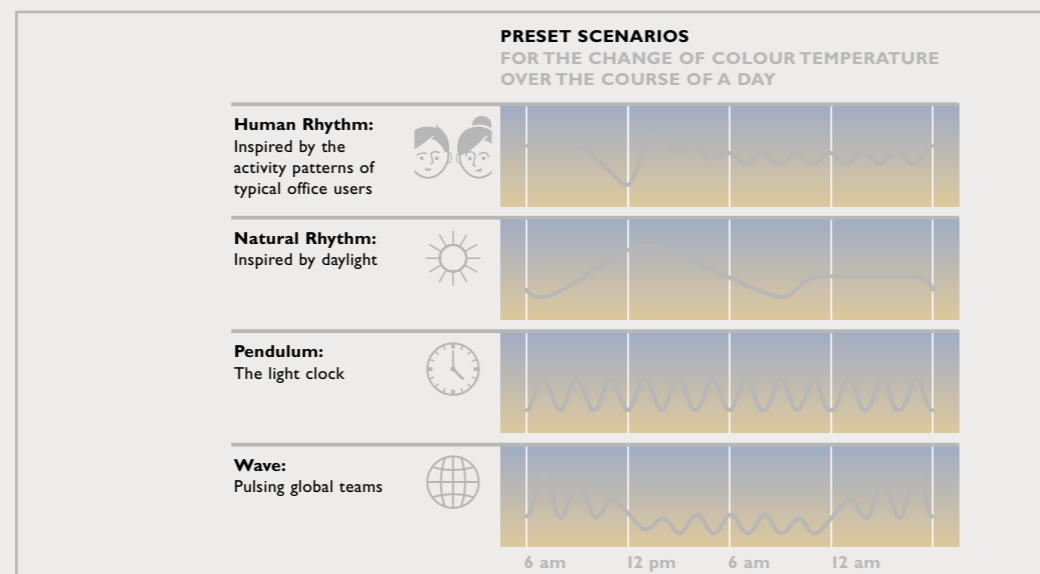 PRESET SCENARIOS
FOR THE CHANGE OF COLOUR TEMPERATURE
OVER THE COURSE OF A DAY
Human Rhythm:
Inspired by the
activity patterns of
typical office users
Natural Rhythm:
Inspired by daylight
Pendulum:
The light clock
Wave:
Pulsing global teams
6 am 12 pm 6 am 12 am